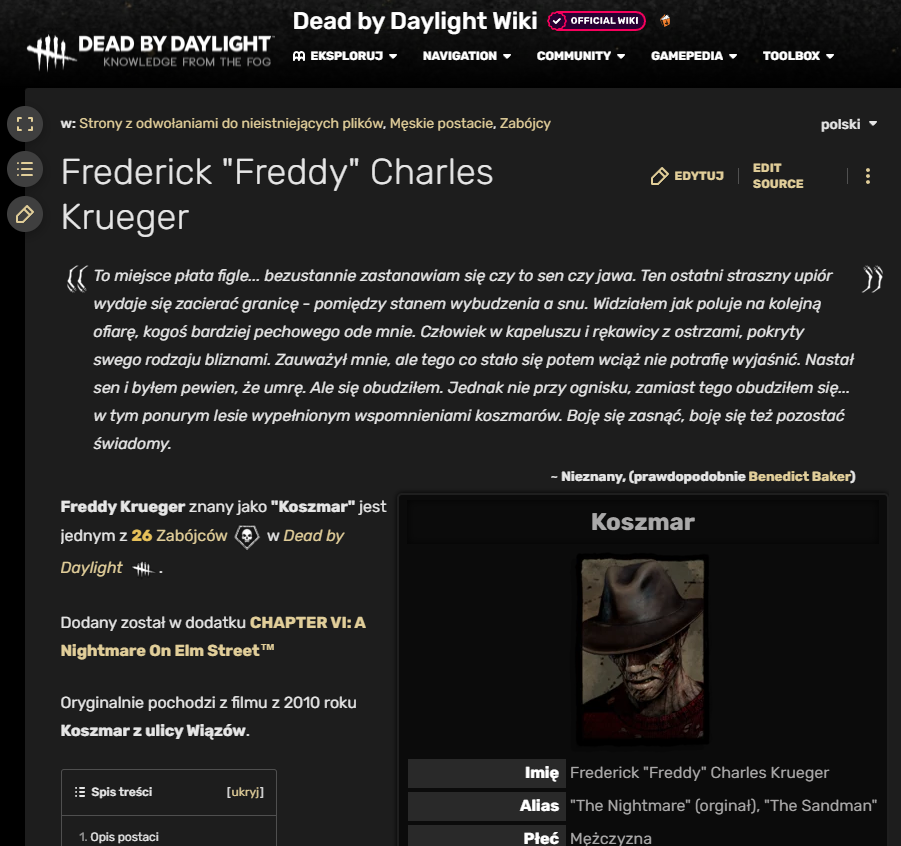 Dead by Daylight Wiki
OFFICIAL WIKI
DEAD BY DAYLIGHT
KNOWLEDGE FROM THE FOG
EKSPLORUJ
NAVIGATION
COMMUNITY
GAMEPEDIA
TOOLBOX
w: Strony z odwołaniami do nieistniejących plików, Męskie postacie, Zabójcy
polski
Frederick "Freddy" Charles
Krueger
EDYTUJ
EDIT
SOURCE
To miejsce płata figle... bezustannie zastanawiam się czy to sen czy jawa. Ten ostatni straszny upiór
wydaje się zacierać granicę - pomiędzy stanem wybudzenia a snu. Widziałem jak poluje na kolejną
ofiarę, kogoś bardziej pechowego ode mnie. Człowiek w kapeluszu i rękawicy z ostrzami, pokryty
swego rodzaju bliznami. Zauważył mnie, ale tego co stało się potem wciąż nie potrafię wyjaśnić. Nastał
sen i byłem pewien, że umrę. Ale się obudziłem. Jednak nie przy ognisku, zamiast tego obudziłem się...
w tym ponurym lesie wypełnionym wspomnieniami koszmarów. Boję się zasnąć, boję się też pozostać
świadomy.
~ Nieznany, (prawdopodobnie Benedict Baker)
Freddy Krueger znany jako "Koszmar" jest
jednym z 26 Zabójców w Dead by
Daylight .
Dodany został w dodatku CHAPTER VI: A
Nightmare On Elm Street™
Oryginalnie pochodzi z filmu z 2010 roku
Koszmar z ulicy Wiązów.
Spis treści [ukryj]
1. Opis postaci
Koszmar
Imię Frederick "Freddy" Charles Krueger
Alias "The Nightmare" (orginał), "The Sandman"
Płeć Mężczyzna